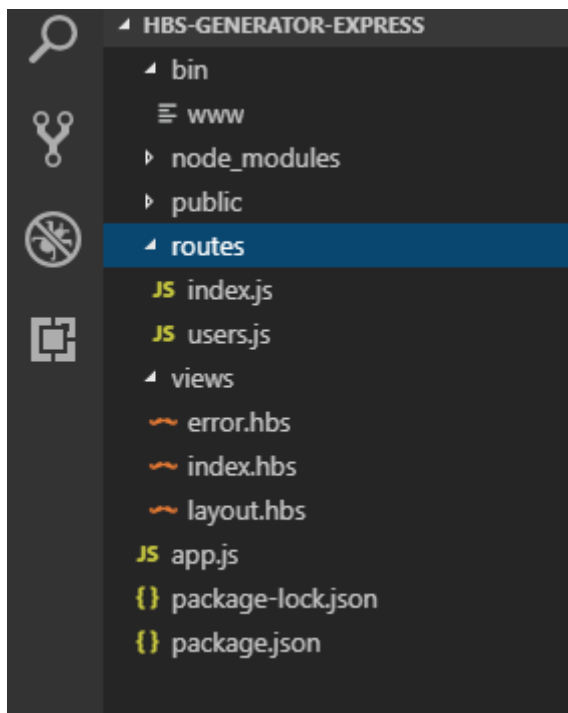 HBS-GENERATOR-EXPRESS
bin
www
node_modules
public
routes
JS index.js
JS users.js
views
error.hbs
index.hbs
layout.hbs
JS app.js
{} package-lock.json
{} package.json